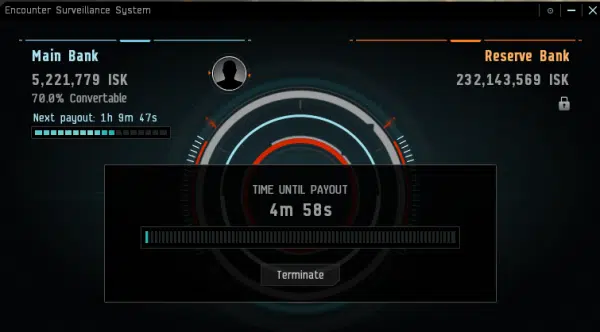 Encounter Surveillance System
Main Bank
5,221,779 ISK
70.0% Convertable
Next payout: 1h 9m 47s
Reserve Bank
232,143,569 ISK
TIME UNTIL PAYOUT
4m 58s
Terminate